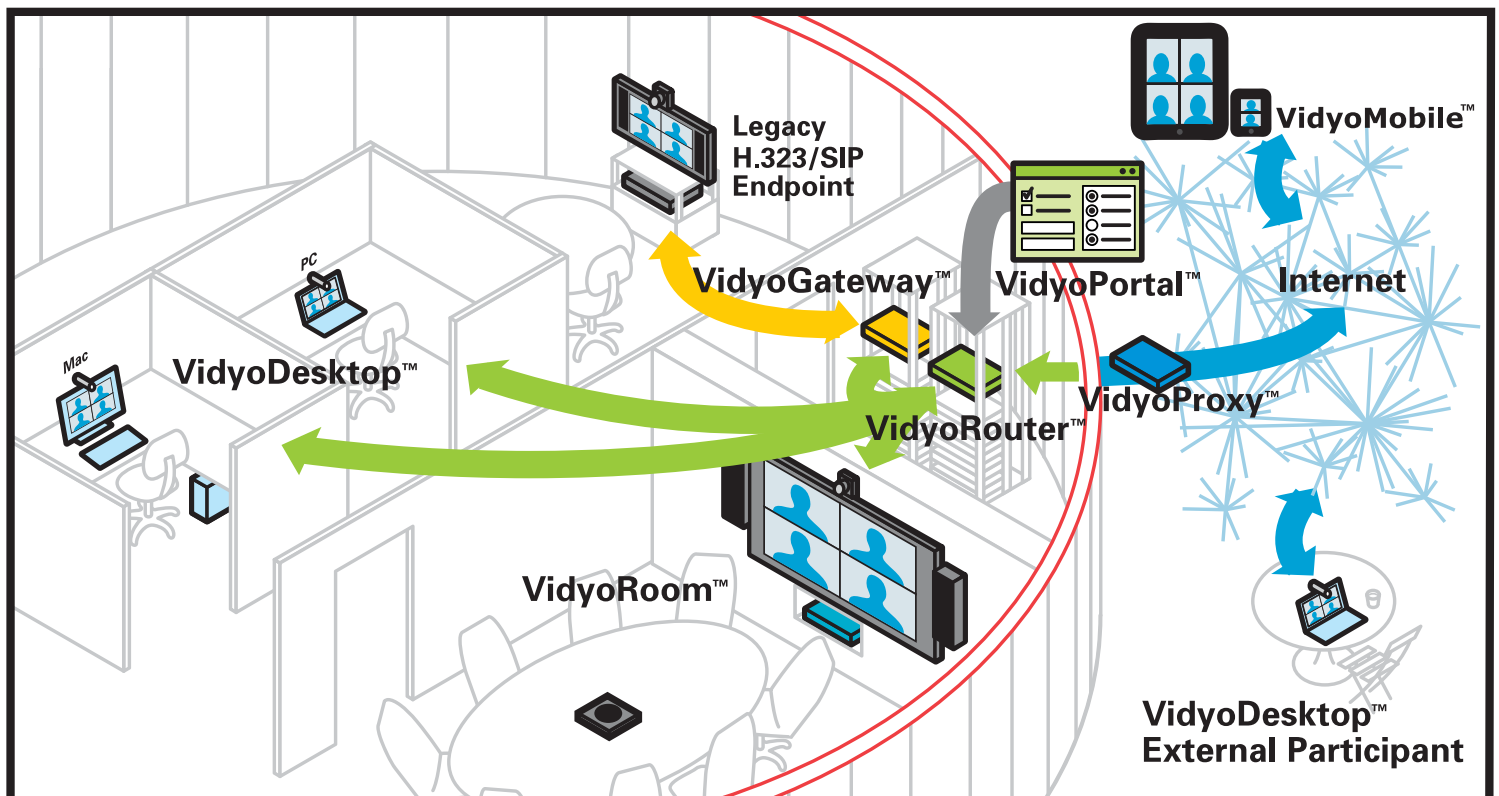 VidyoMobile™
Legacy
H.323/SIP
Endpoint
PC
VidyoGateway™
VidyoPortal™
Internet
Mac
VidyoDesktop™
VidyoProxy™
VidyoRouter™
VidyoRoom™
VidyoDesktop™
External Participant